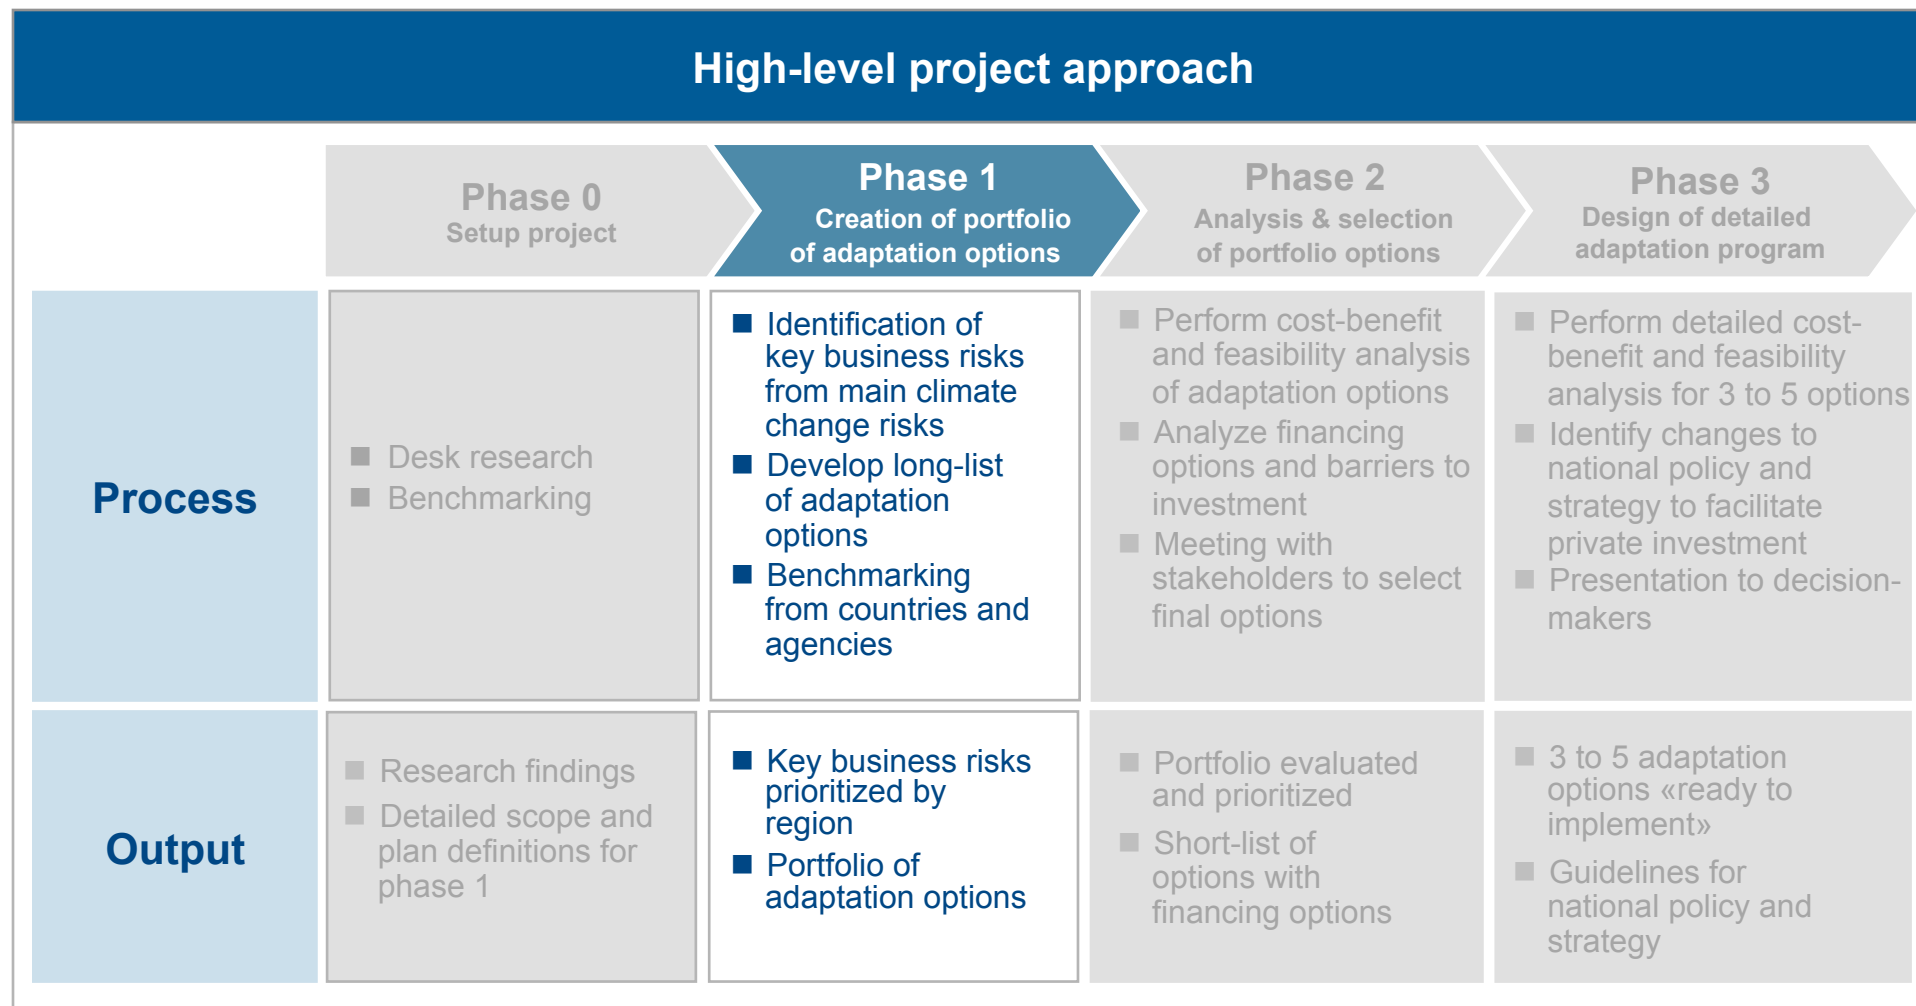 High-level project approach
Phase 0
Setup project
Phase 1
Creation of portfolio
of adaptation options
Phase 2
Analysis & selection
of portfolio options
Phase 3
Design of detailed
adaptation program
Process
Desk research
Benchmarking
Identification of
key business risks
from main climate
change risks
Develop long-list
of adaptation
options
Benchmarking
from countries and
agencies
Perform cost-benefit
and feasibility analysis
of adaptation options
Analyze financing
options and barriers to
investment
Meeting with
stakeholders to select
final options
Perform detailed cost-
benefit and feasibility
analysis for 3 to 5 options
Identify changes to
national policy and
strategy to facilitate
private investment
Presentation to decision-
makers
Output
Research findings
Detailed scope and
plan definitions for
phase 1
Key business risks
prioritized by
region
Portfolio of
adaptation options
Portfolio evaluated
and prioritized
Short-list of
options with
financing options
3 to 5 adaptation
options «ready to
implement»
Guidelines for
national policy and
strategy